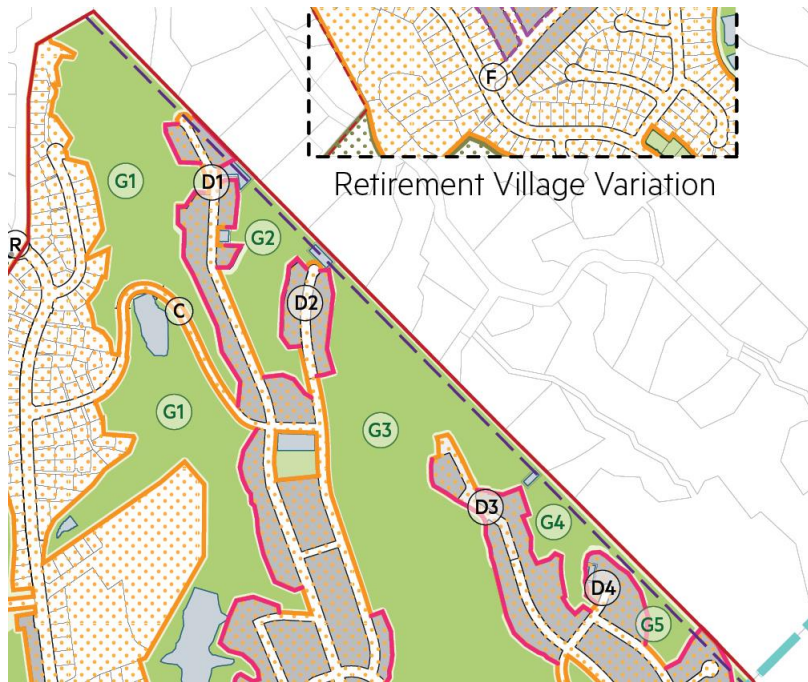 F
Retirement Village Variation
G1
D1
G2
R
D2
C
G1
G3
D3
G4
D4
G5